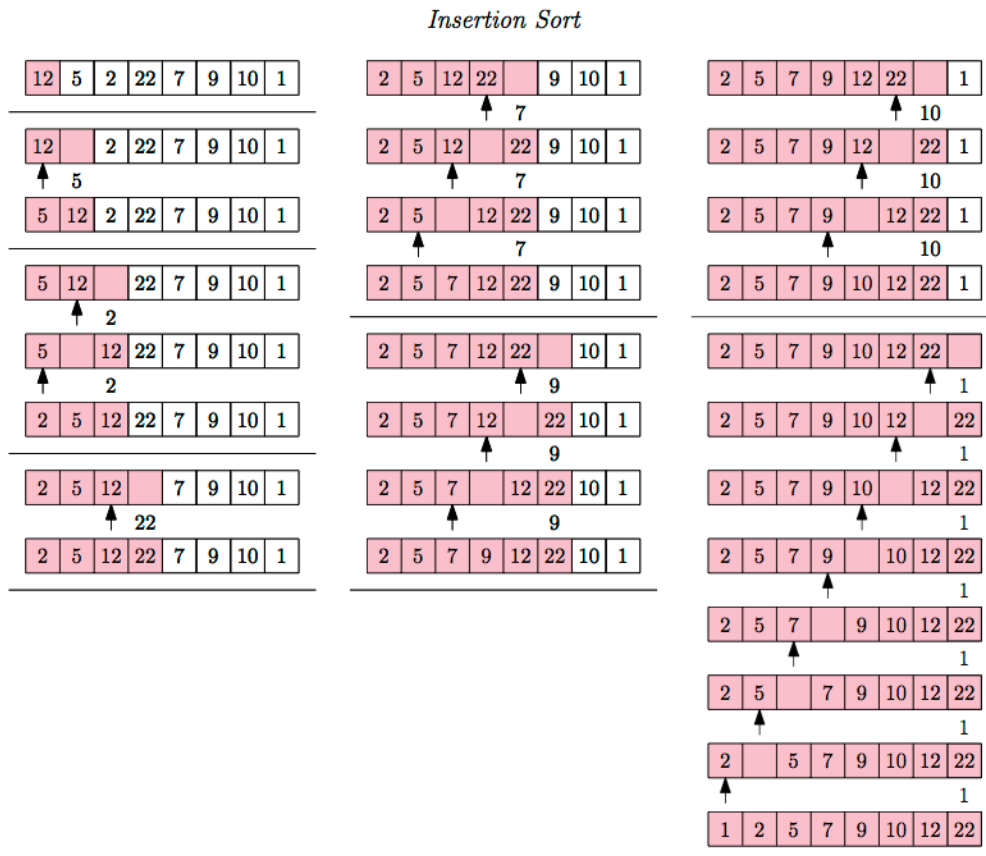 Insertion Sort
12 5 2 22 7 9 10 1
12 2 22 7 9 10 1
5
5 12 2 22 7 9 10 1
5 12 22 7 9 10 1
2
5 12 22 7 9 10 1
2
2 5 12 22 7 9 10 1
2 5 12 7 9 10 1
22
2 5 12 22 7 9 10 1
2 5 12 22 9 10 1
7
2 5 12 22 9 10 1
7
2 5 12 22 9 10 1
7
2 5 7 12 22 9 10 1
2 5 7 12 22 10 1
9
2 5 7 12 22 10 1
9
2 5 7 12 22 10 1
9
2 5 7 9 12 22 10 1
2 5 7 9 12 22 1
10
2 5 7 9 12 22 1
10
2 5 7 9 12 22 1
10
2 5 7 9 10 12 22 1
2 5 7 9 10 12 22
1
2 5 7 9 10 12 22
1
2 5 7 9 10 12 22
1
2 5 7 9 10 12 22
1
2 5 7 9 10 12 22
1
2 5 7 9 10 12 22
1
2 5 7 9 10 12 22
1
1 2 5 7 9 10 12 22